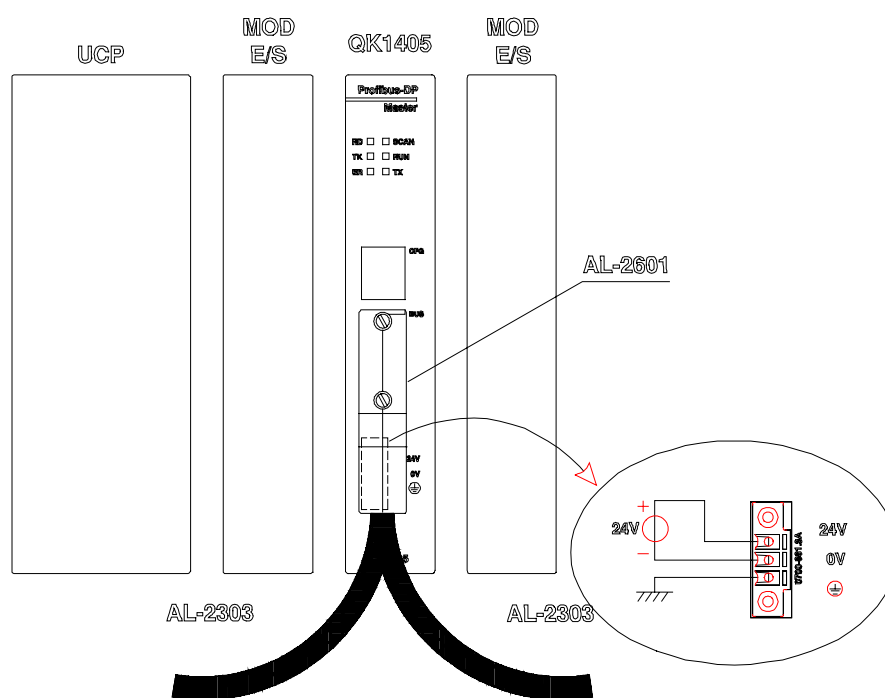 UCP
MOD
E/S
QK1405
MOD
E/S
Profibus-DP
Master
RD SCAN
TK RUN
ER TX
OPG
BUS
AL-2601
24V
0V
+
24V
-
24V
0V
AL-2303
AL-2303